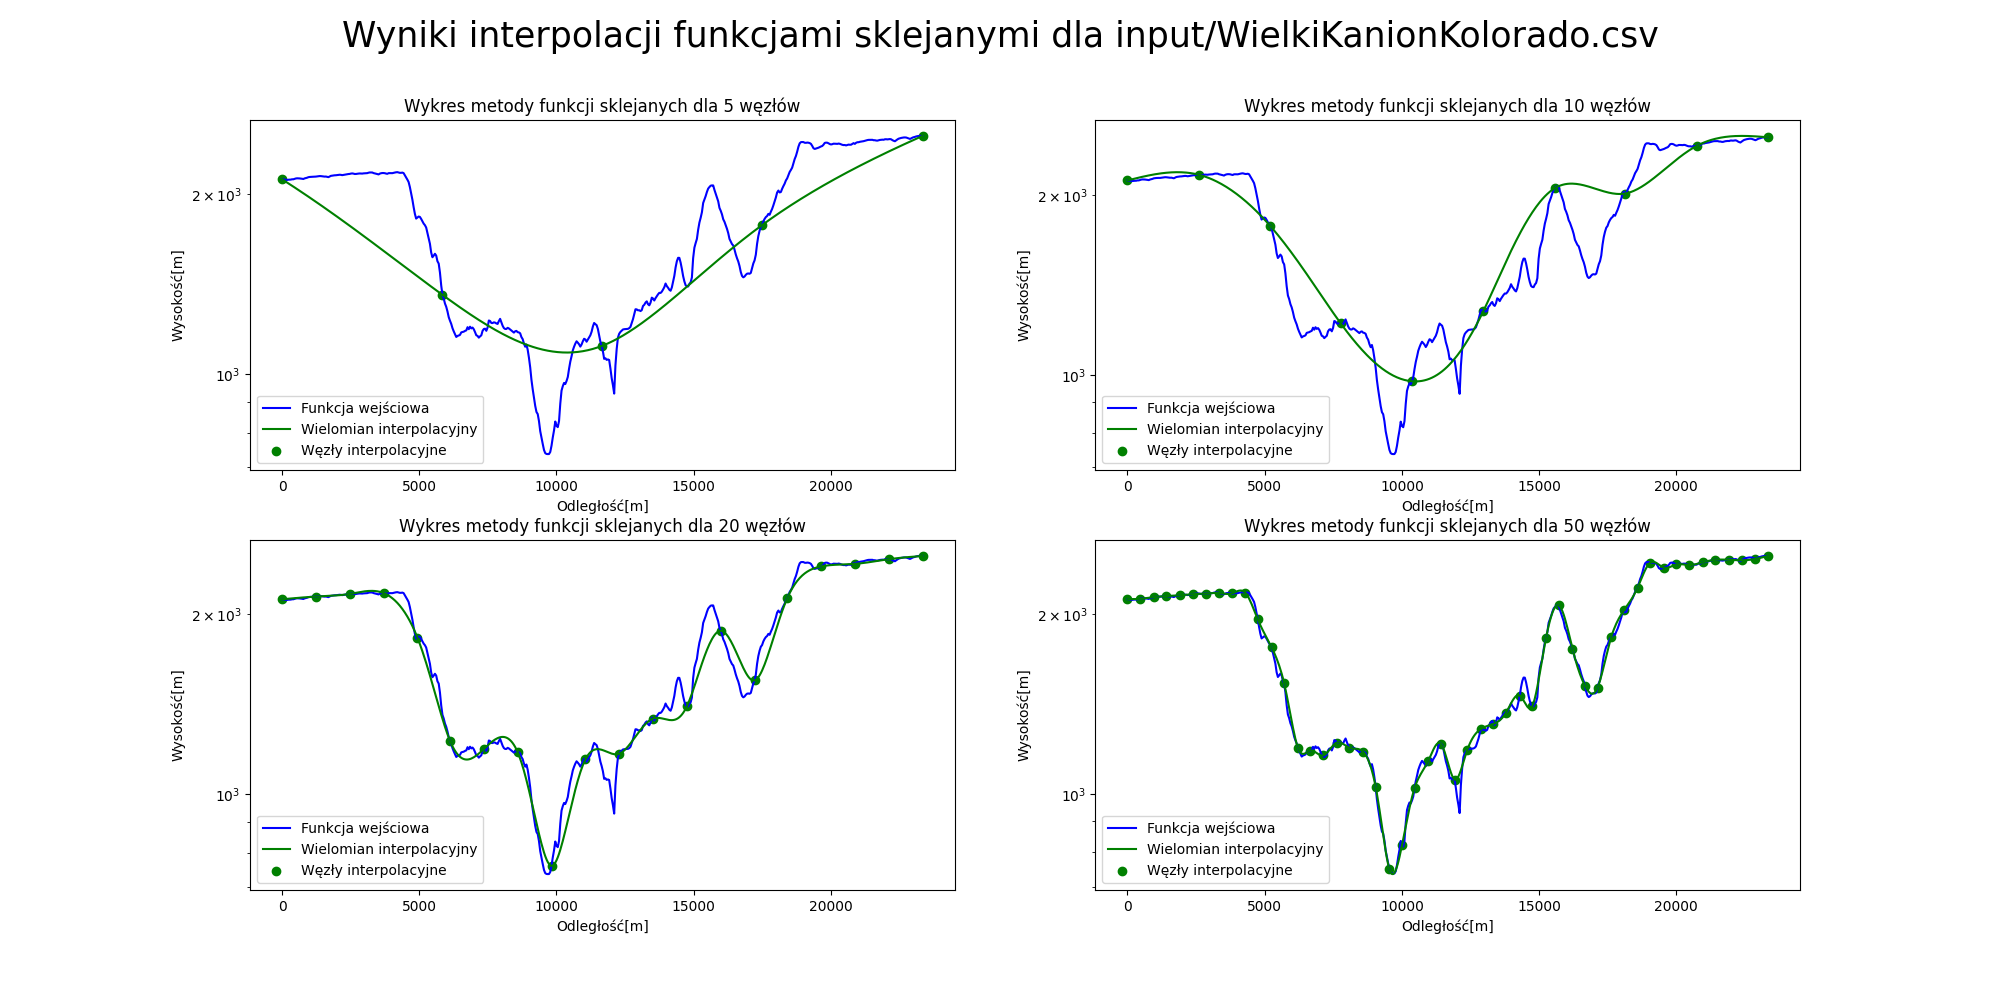 Wyniki interpolacji funkcjami sklejanymi dla input/WielkiKanionKolorado.csv
Wykres metody funkcji sklejanych dla 5 węzłów
Wysokość[m]
2 × 10³
10³
Funkcja wejściowa
Wielomian interpolacyjny
Węzły interpolacyjne
0 5000 10000 15000 20000
Odległość[m]
Wykres metody funkcji sklejanych dla 10 węzłów
Wysokość[m]
2 × 10³
10³
Funkcja wejściowa
Wielomian interpolacyjny
Węzły interpolacyjne
0 5000 10000 15000 20000
Odległość[m]
Wykres metody funkcji sklejanych dla 20 węzłów
Wysokość[m]
2 × 10³
10³
Funkcja wejściowa
Wielomian interpolacyjny
Węzły interpolacyjne
0 5000 10000 15000 20000
Odległość[m]
Wykres metody funkcji sklejanych dla 50 węzłów
Wysokość[m]
2 × 10³
10³
Funkcja wejściowa
Wielomian interpolacyjny
Węzły interpolacyjne
0 5000 10000 15000 20000
Odległość[m]